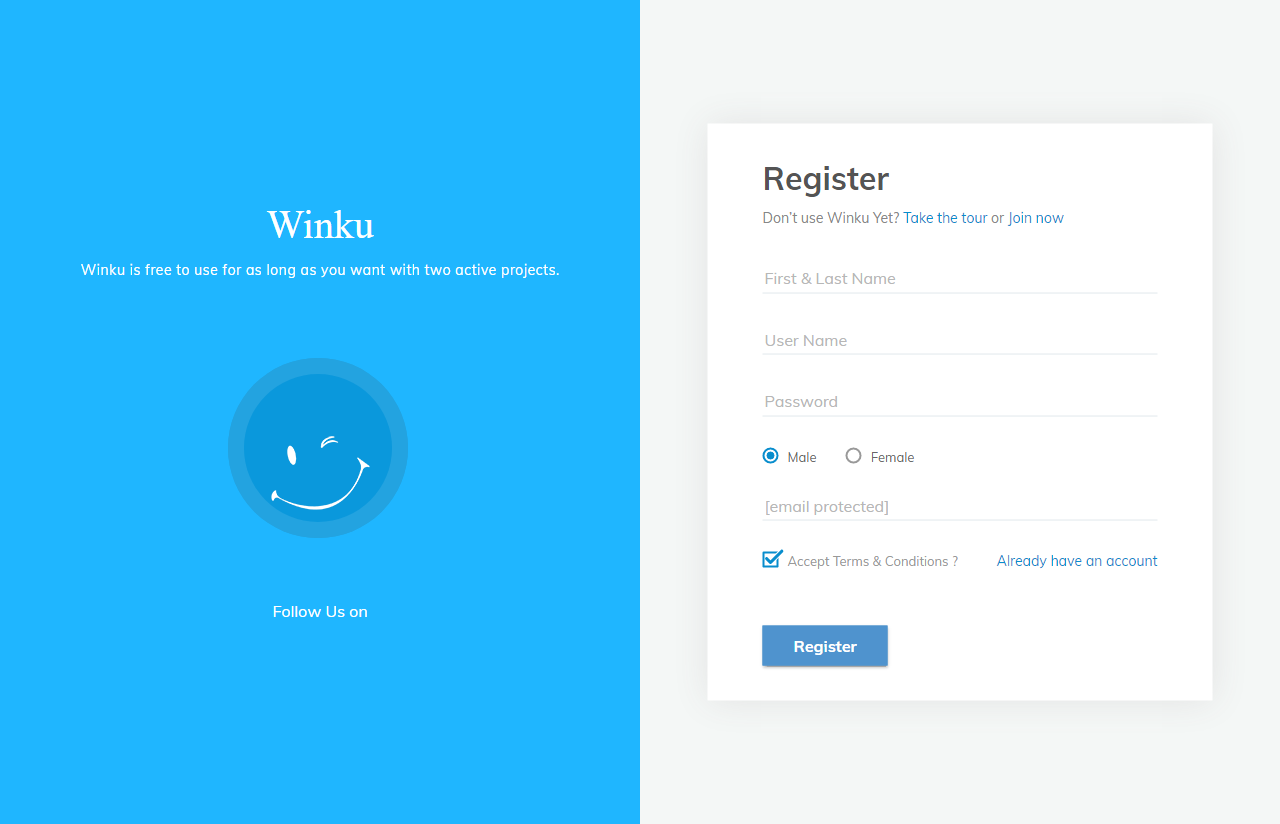 Winku
Winku is free to use for as long as you want with two active projects.
Follow Us on
Register
Don't use Winku Yet? Take the tour or Join now
First & Last Name
User Name
Password
Male Female
[email protected]
Accept Terms & Conditions ? Already have an account
Register